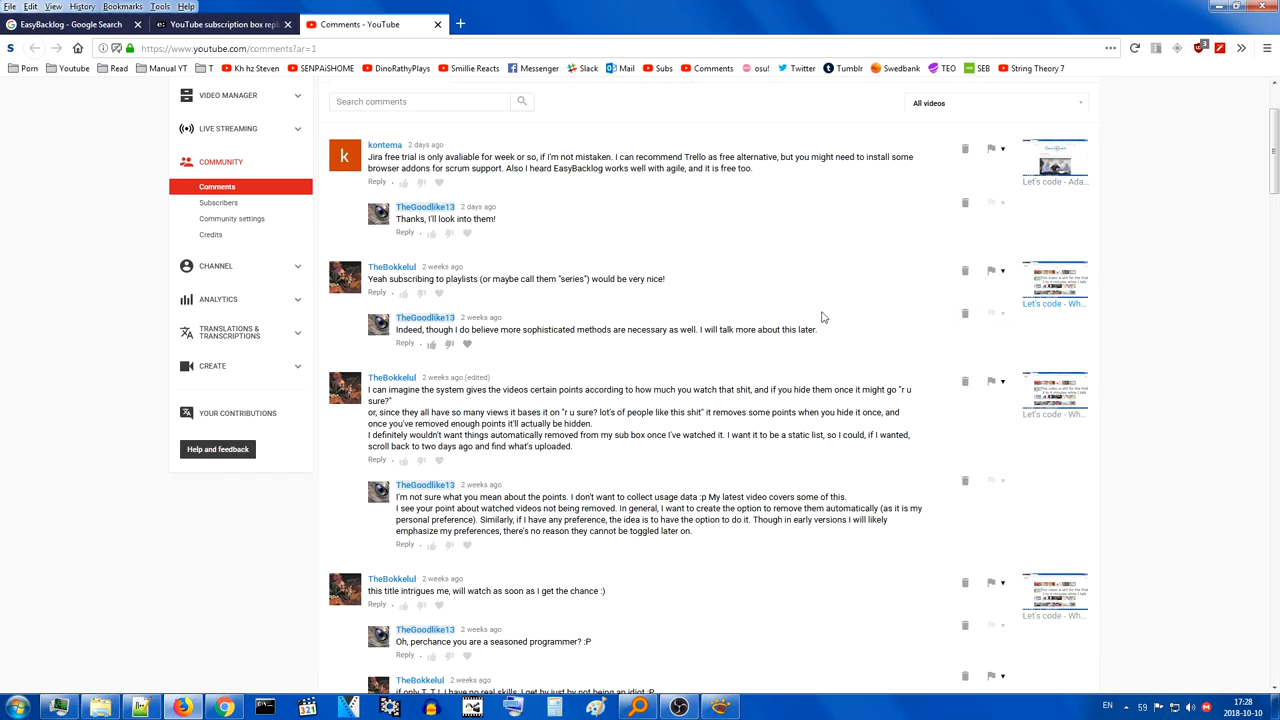 File Edit View History Bookmarks Tools Help
EasyBacklog - Google Search
YouTube subscription box repl
Comments - YouTube
https://www.youtube.com/comments?ar=1
Porn Youtube Read Manual YT T Kh hz Steven SENPAiSHOME DinoRathyPlays Smillie Reacts Messenger Slack Mail Subs Comments osu! Twitter Tumblr Swedbank TEO SEB String Theory 7
VIDEO MANAGER
LIVE STREAMING
COMMUNITY
Comments
Subscribers
Community settings
Credits
CHANNEL
ANALYTICS
TRANSLATIONS &
TRANSCRIPTIONS
CREATE
YOUR CONTRIBUTIONS
Help and feedback
Search comments
All videos
kontema 2 days ago
Jira free trial is only avaliable for week or so, if I'm not mistaken. I can recommend Trello as free alternative, but you might need to install some
browser addons for scrum support. Also I heard EasyBacklog works well with agile, and it is free too.
Reply .
Let's code - Ada...
TheGoodlike13 2 days ago
Thanks, I'll look into them!
Reply .
TheBokkelul 2 weeks ago
Yeah subscribing to playlists (or maybe call them "series") would be very nice!
Reply .
Let's code - Wh...
TheGoodlike13 2 weeks ago
Indeed, though I do believe more sophisticated methods are necessary as well. I will talk more about this later.
Reply .
TheBokkelul 2 weeks ago (edited)
I can imagine the system gives the videos certain points according to how much you watch that shit, and if you hide them once it might go "r u
sure?"
or, since they all have so many views it bases it on "r u sure? lot's of people like this shit" it removes some points when you hide it once, and
once you've removed enough points it'll actually be hidden.
I definitely wouldn't want things automatically removed from my sub box once I've watched it. I want it to be a static list, so I could, if I wanted,
scroll back to two days ago and find what's uploaded.
Reply .
Let's code - Wh...
TheGoodlike13 2 weeks ago
I'm not sure what you mean about the points. I don't want to collect usage data :p My latest video covers some of this.
I see your point about watched videos not being removed. In general, I want to create the option to remove them automatically (as it is my
personal preference). Similarly, if I have any preference, the idea is to have the option to do it. Though in early versions I will likely
emphasize my preferences, there's no reason they cannot be toggled later on.
Reply .
TheBokkelul 2 weeks ago
this title intrigues me, will watch as soon as I get the chance :)
Reply .
Let's code - Wh...
TheGoodlike13 2 weeks ago
Oh, perchance you are a seasoned programmer? :P
Reply .
TheBokkelul 2 weeks ago
if only T_T I have no real skills, I get by just by not being an idiot :P
EN 59 17:28
2018-10-10